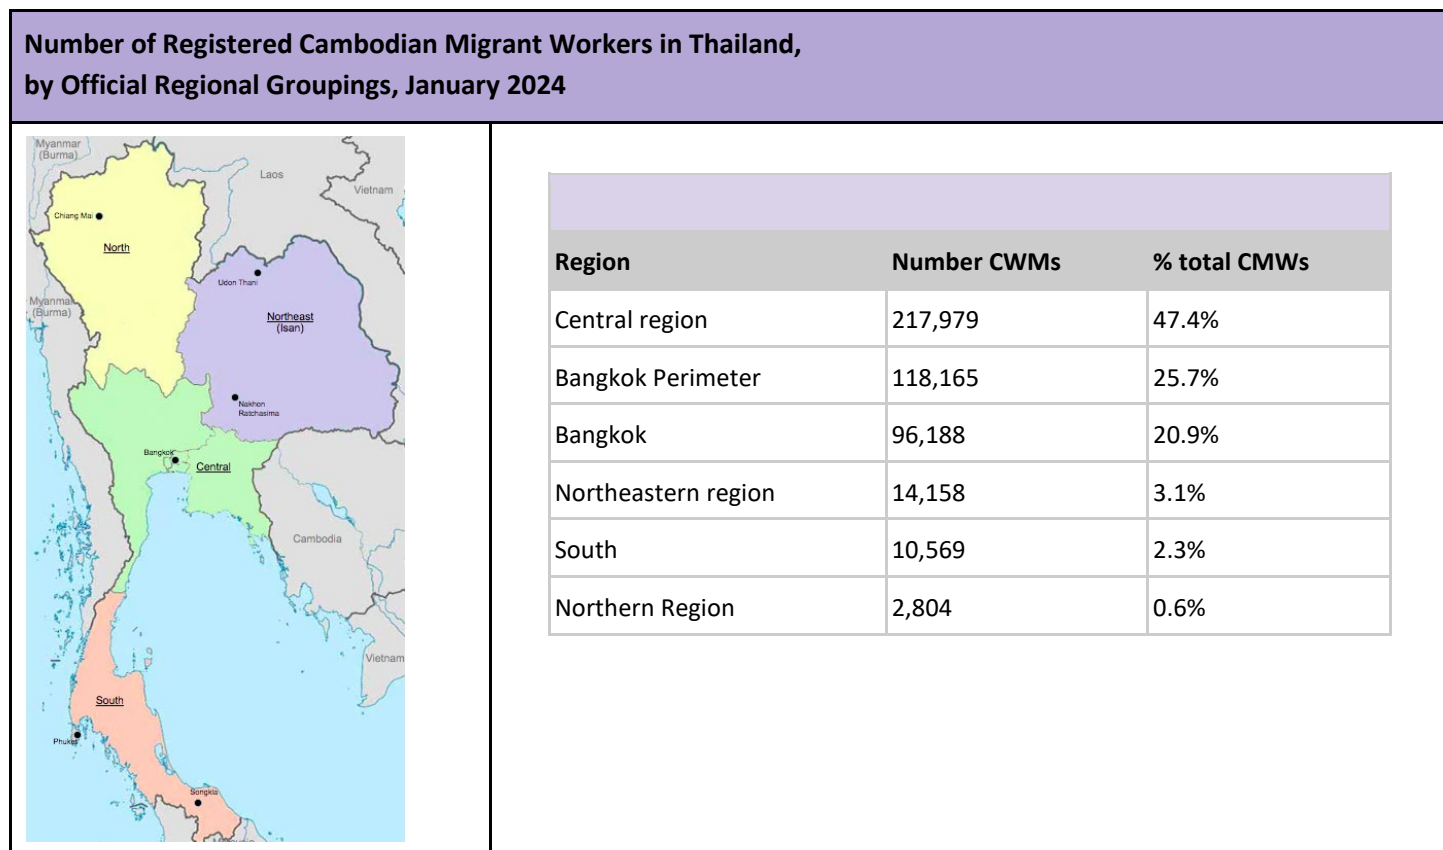 Number of Registered Cambodian Migrant Workers in Thailand,
by Official Regional Groupings, January 2024
Myanmar
(Burma)
Laos
Vietnam
Chiang Mai
North
Udon Thani
Myanmar
(Burma)
Northeast
(Isan)
Nakhon
Ratchasima
Bangkok
Central
Cambodia
Vietnam
South
Phuket
Songkla
Region Number CWMs % total CMWs
Central region 217,979 47.4%
Bangkok Perimeter 118,165 25.7%
Bangkok 96,188 20.9%
Northeastern region 14,158 3.1%
South 10,569 2.3%
Northern Region 2,804 0.6%